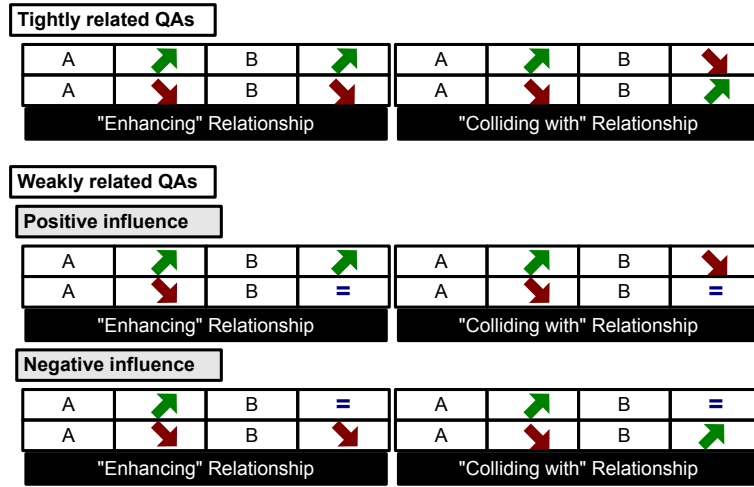 Tightly related QAs
A B A B
A B A B
"Enhancing" Relationship "Colliding with" Relationship
Weakly related QAs
Positive influence
A B A B
A B = A B =
"Enhancing" Relationship "Colliding with" Relationship
Negative influence
A B = A B =
A B A B
"Enhancing" Relationship "Colliding with" Relationship